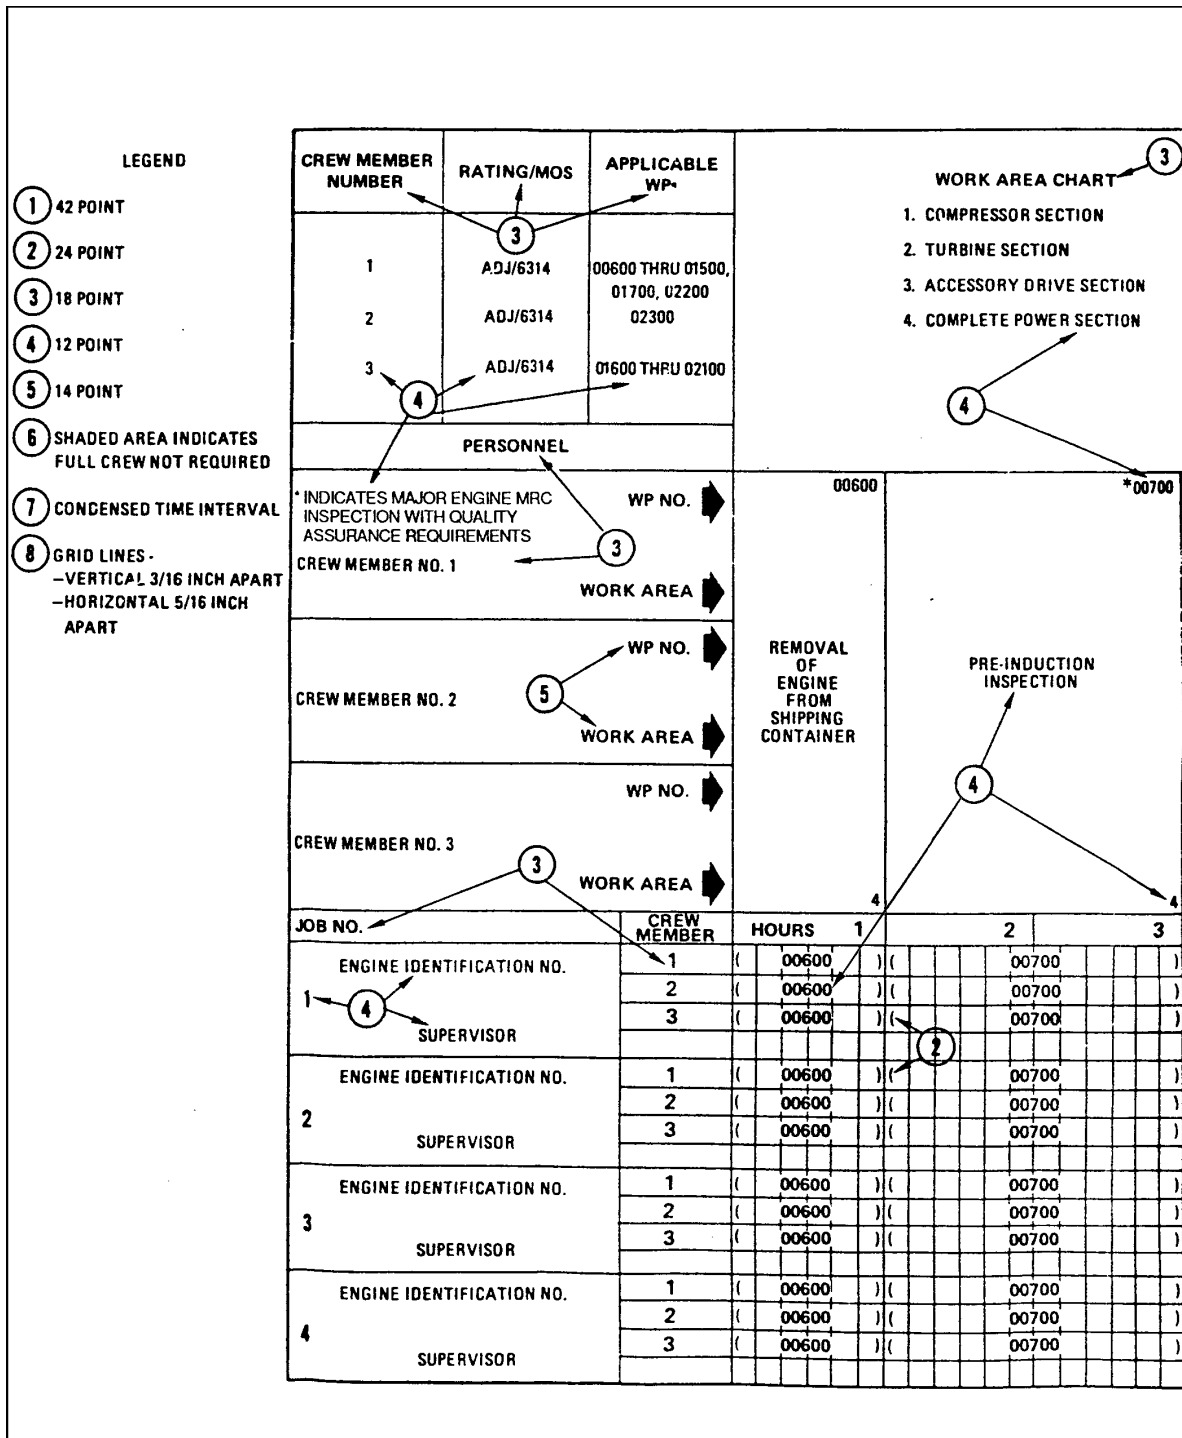 LEGEND
1 42 POINT
2 24 POINT
3 18 POINT
4 12 POINT
5 14 POINT
6 SHADED AREA INDICATES
FULL CREW NOT REQUIRED
7 CONDENSED TIME INTERVAL
8 GRID LINES -
–VERTICAL 3/16 INCH APART
–HORIZONTAL 5/16 INCH
APART
CREW MEMBER
NUMBER
RATING/MOS
APPLICABLE
WP
3
1 ADJ/6314 00600 THRU 01500,
01700, 02200
2 ADJ/6314 02300
3 ADJ/6314 01600 THRU 02100
4
PERSONNEL
WORK AREA CHART
3
1. COMPRESSOR SECTION
2. TURBINE SECTION
3. ACCESSORY DRIVE SECTION
4. COMPLETE POWER SECTION
4
* INDICATES MAJOR ENGINE MRC
INSPECTION WITH QUALITY
ASSURANCE REQUIREMENTS
WP NO.
3
CREW MEMBER NO. 1
WORK AREA
WP NO.
CREW MEMBER NO. 2
5
WORK AREA
WP NO.
CREW MEMBER NO. 3
3
WORK AREA
00600
REMOVAL
OF
ENGINE
FROM
SHIPPING
CONTAINER
4
*00700
PRE-INDUCTION
INSPECTION
4
4
JOB NO.
CREW
MEMBER
HOURS 1 2 3
ENGINE IDENTIFICATION NO.
1
4
SUPERVISOR
1 ( 00600 ) ( 00700 )
2 ( 00600 ) ( 00700 )
3 ( 00600 ) ( 00700 )
2
ENGINE IDENTIFICATION NO.
2
SUPERVISOR
1 ( 00600 ) ( 00700 )
2 ( 00600 ) ( 00700 )
3 ( 00600 ) ( 00700 )
ENGINE IDENTIFICATION NO.
3
SUPERVISOR
1 ( 00600 ) ( 00700 )
2 ( 00600 ) ( 00700 )
3 ( 00600 ) ( 00700 )
ENGINE IDENTIFICATION NO.
4
SUPERVISOR
1 ( 00600 ) ( 00700 )
2 ( 00600 ) ( 00700 )
3 ( 00600 ) ( 00700 )